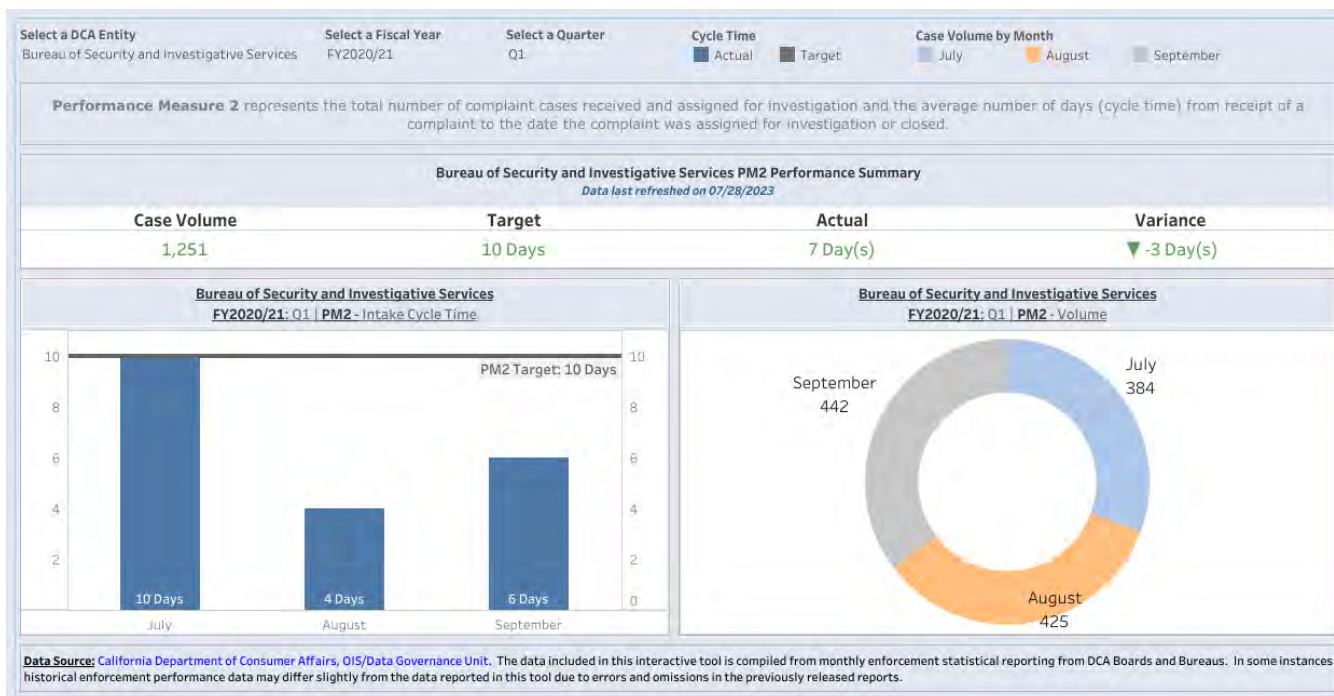 Select a DCA Entity Select a Fiscal Year Select a Quarter Cycle Time Case Volume by Month
Bureau of Security and Investigative Services FY2020/21 Q1 Actual Target July August September
Performance Measure 2 represents the total number of complaint cases received and assigned for investigation and the average number of days (cycle time) from receipt of a
complaint to the date the complaint was assigned for investigation or closed.
Bureau of Security and Investigative Services PM2 Performance Summary
Data last refreshed on 07/28/2023
Case Volume Target Actual Variance
1,251 10 Days 7 Day(s) ▼ -3 Day(s)
Bureau of Security and Investigative Services
FY2020/21: Q1 | PM2 - Intake Cycle Time
10 10
PM2 Target: 10 Days
8 8
6 6
4 4
2 2
10 Days 4 Days 6 Days 0
July August September
Bureau of Security and Investigative Services
FY2020/21: Q1 | PM2 - Volume
July
384
September
442
August
425
Data Source: California Department of Consumer Affairs, OIS/Data Governance Unit. The data included in this interactive tool is compiled from monthly enforcement statistical reporting from DCA Boards and Bureaus. In some instances
historical enforcement performance data may differ slightly from the data reported in this tool due to errors and omissions in the previously released reports.